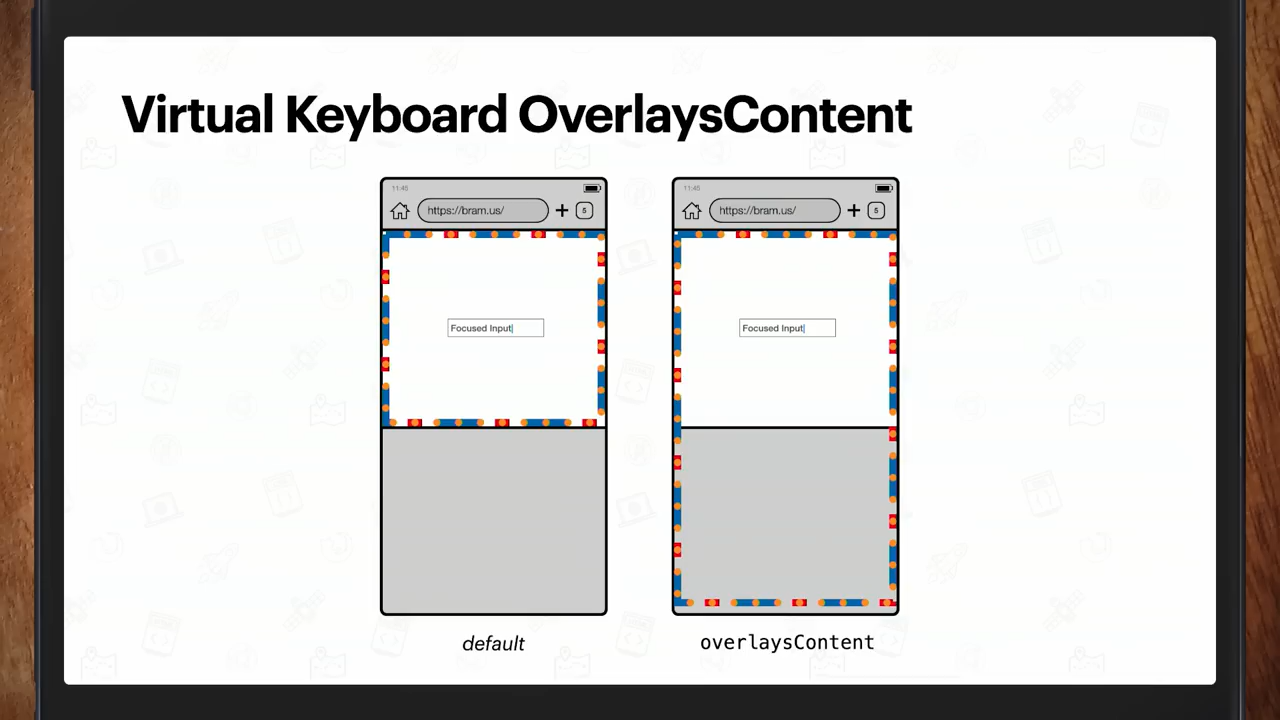 Virtual Keyboard OverlaysContent
11:45
https://bram.us/
5
Focused Input
default
11:45
https://bram.us/
5
Focused Input
overlaysContent